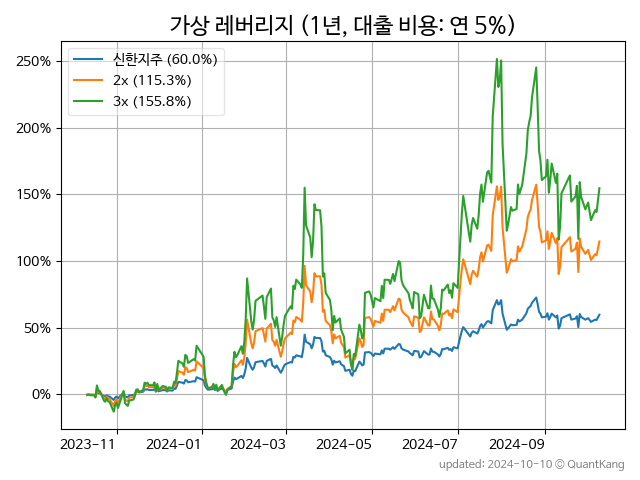 가상 레버리지 (1년, 대출 비용: 연 5%)
신한지주 (60.0%)
2x (115.3%)
3x (155.8%)
250%
200%
150%
100%
50%
0%
2023-11
2024-01
2024-03
2024-05
2024-07
2024-09
updated: 2024-10-10 © QuantKang